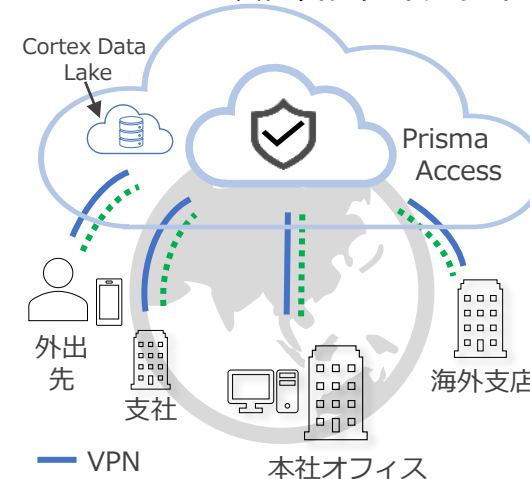 Cortex Data
Lake
Prisma
Access
外出
先
支社
海外支店
本社オフィス
VPN